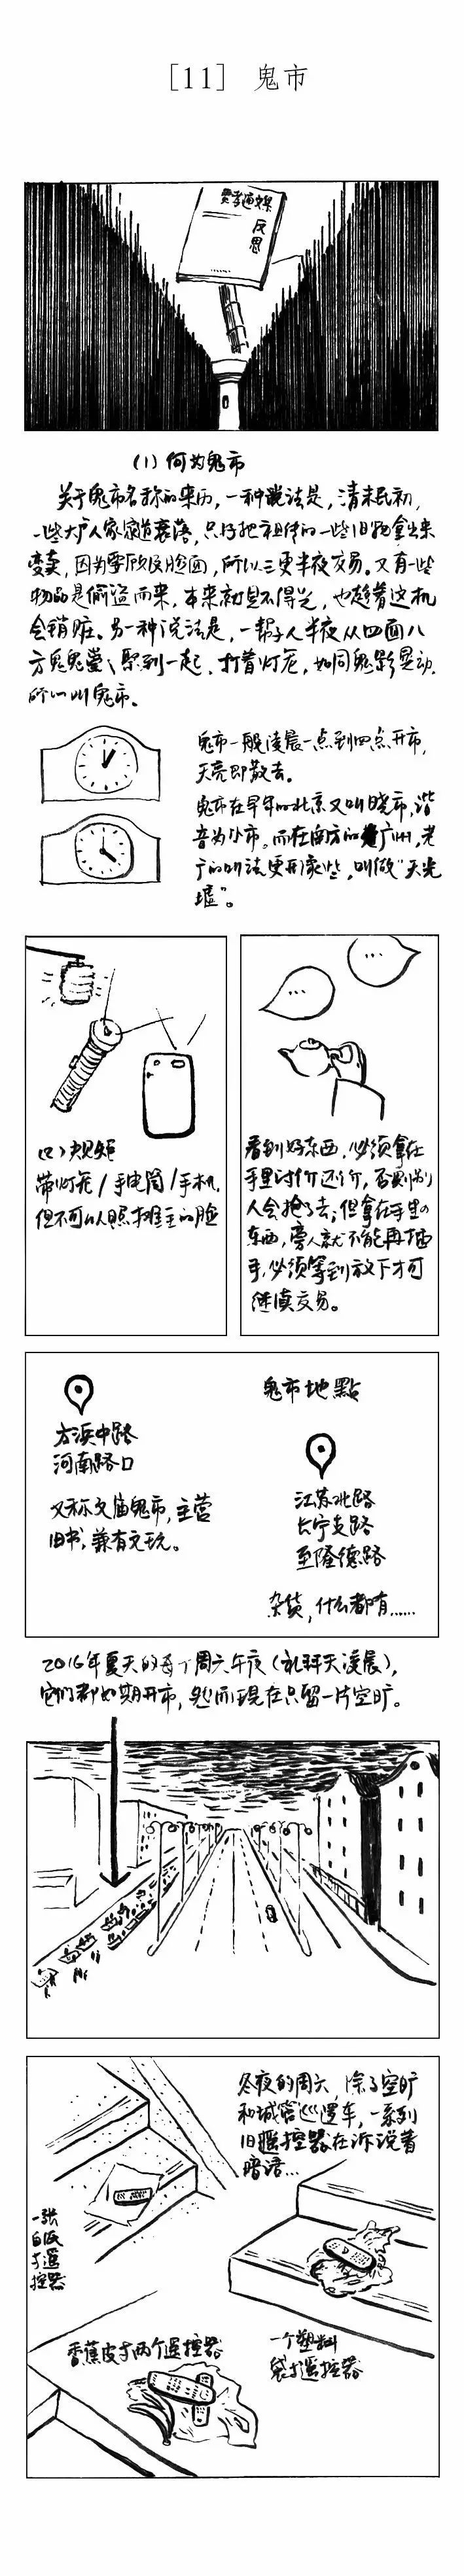 [11] 鬼市
反思
(1) 何为鬼市
关于鬼市名称的来历，一种说法是，清末民初，
一些大户人家家道衰落，只好把祖传的一些旧物拿出来
变卖，因为要顾及脸面，所以三更半夜交易。又有一些
物品是偷盗而来，本来就见不得光，也趁着这机
会销赃。另一种说法是，一帮子人半夜从四面八
方鬼鬼祟祟聚到一起，打着灯笼，如同鬼影晃动，
所以叫鬼市。
鬼市一般凌晨一点到四点开市，
天亮即散去。
鬼市在早年的北京又叫晓市，谐
音为小市。而在南方的广州，老
广的叫法更形象些，叫做“天光
墟”。
(2) 规矩
带灯笼/手电筒/手机，
但不可以照摊主的脸
...
...
看到好东西，必须拿在
手里讨价还价，否则别
人会抢了去；但拿在手里的
东西，旁人就不能再插
手，必须等到放下才可
继续交易。
鬼市地點
方浜中路
河南路口
又称文庙鬼市，主营
旧书，兼有文玩。
江苏北路
长宁支路
至隆德路
杂货，什么都有……
2016年夏天的每个周六午夜（礼拜天凌晨），
它们都如期开市，然而现在只留一片空旷。
冬夜的周六，除了空旷
和城管巡逻车，一系列
旧遥控器在诉说着
暗语...
一张
白纸
才遥
控器
香蕉皮才两个遥控器
一个塑料
袋才遥控器